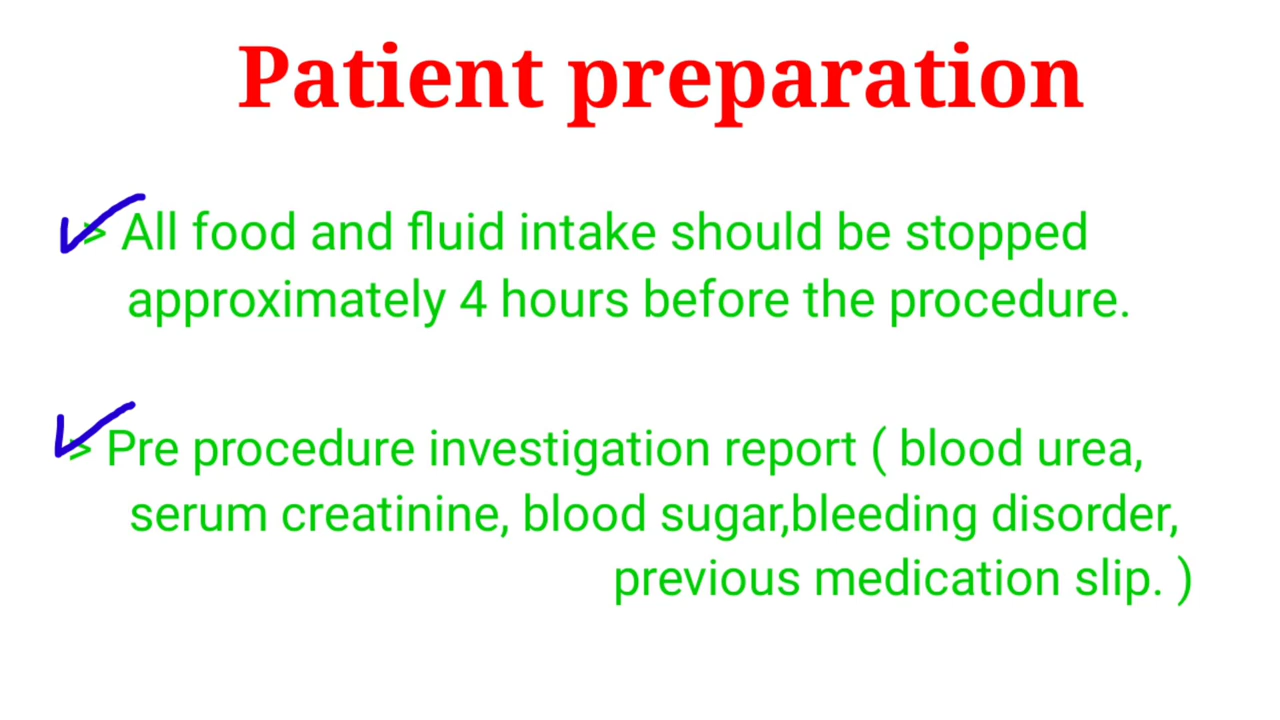 Patient preparation
> All food and fluid intake should be stopped
approximately 4 hours before the procedure.
> Pre procedure investigation report ( blood urea,
serum creatinine, blood sugar,bleeding disorder,
previous medication slip. )